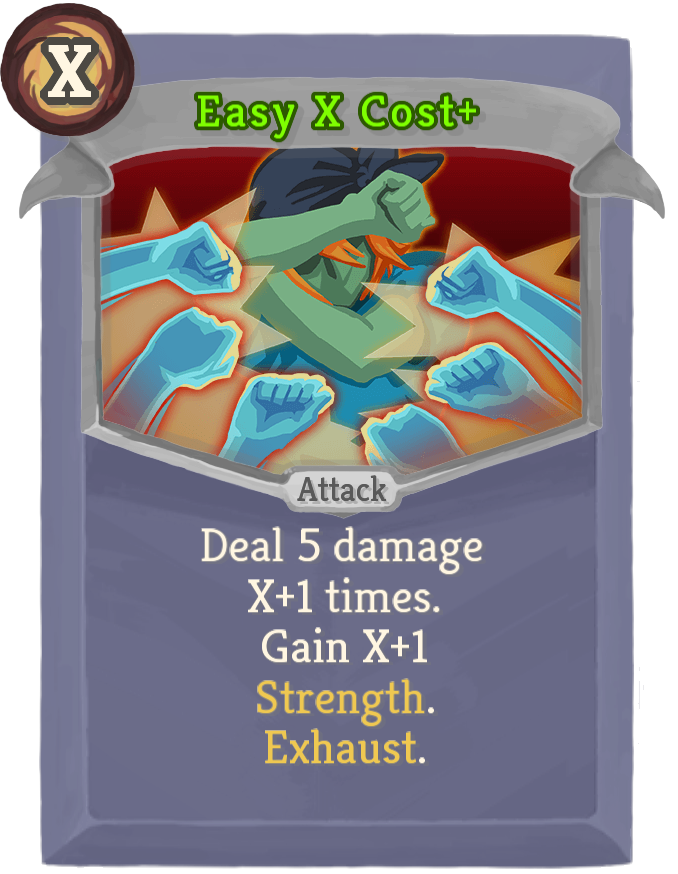 X
Easy X Cost+
Attack
Deal 5 damage
X+1 times.
Gain X+1
Strength.
Exhaust.